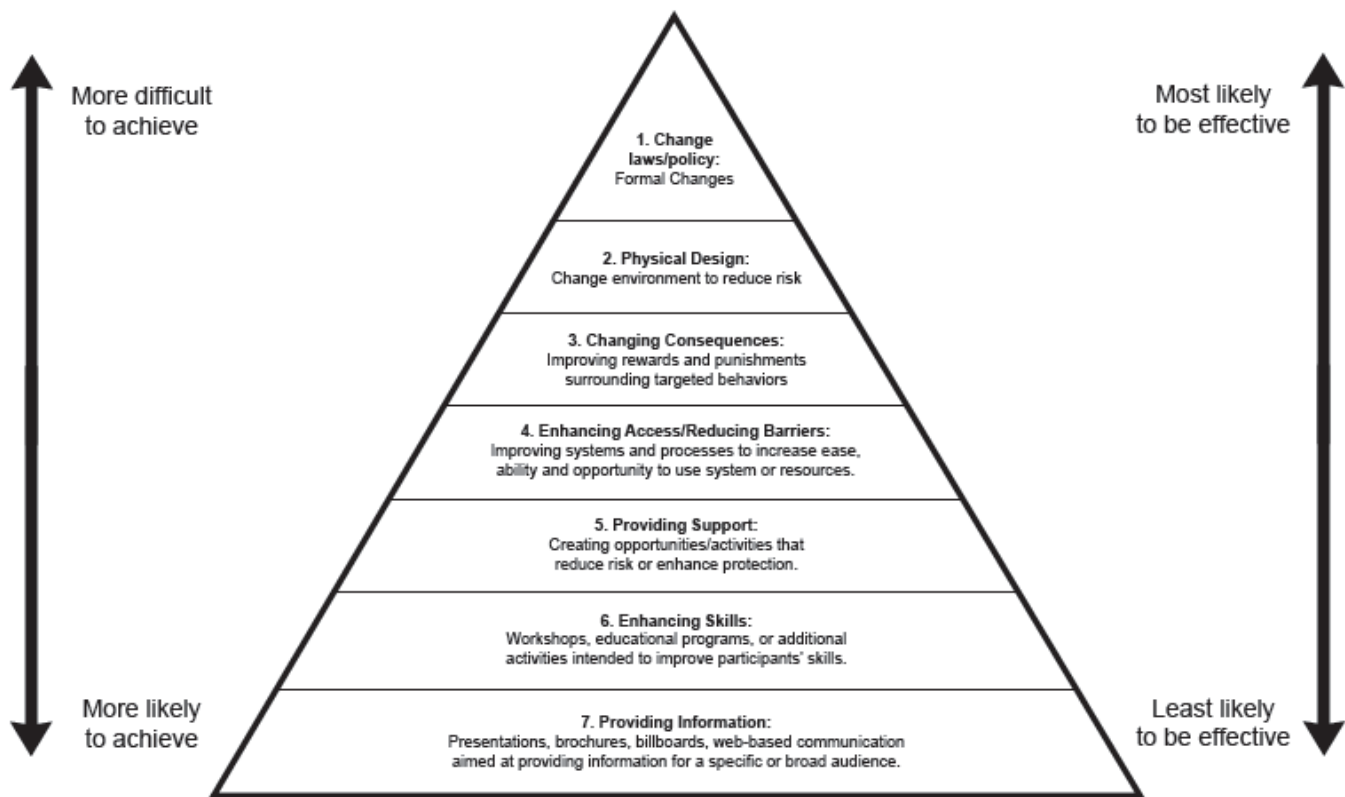 More difficult
to achieve
Most likely
to be effective
1. Change
laws/policy:
Formal Changes
2. Physical Design:
Change environment to reduce risk
3. Changing Consequences:
Improving rewards and punishments
surrounding targeted behaviors
4. Enhancing Access/Reducing Barriers:
Improving systems and processes to increase ease,
ability and opportunity to use system or resources.
5. Providing Support:
Creating opportunities/activities that
reduce risk or enhance protection.
6. Enhancing Skills:
Workshops, educational programs, or additional
activities intended to improve participants' skills.
More likely
to achieve
7. Providing Information:
Presentations, brochures, billboards, web-based communication
aimed at providing information for a specific or broad audience.
Least likely
to be effective